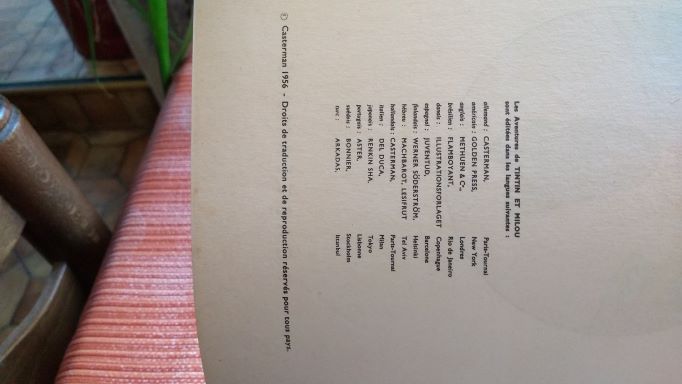 Les Aventures de TINTIN ET MILOU
sont éditées dans les langues suivantes :
allemand : CASTERMAN, Paris-Tournai
américain : GOLDEN PRESS, New York
anglais : METHUEN & Co, Londres
brésilien : FLAMBOYANT, Rio de Janeiro
danois : ILLUSTRATIONSFORLAGET Copenhague
espagnol : JUVENTUD, Barcelone
finlandais : WERNER SÖDERSTRÖM, Helsinki
hébreu : MACHBAROT, LESIFRUT Tel Aviv
hollandais : CASTERMAN, Paris-Tournai
italien : DEL DUCA, Milan
japonais : RENKIN SHA, Tokyo
portugais : ASTER, Lisbonne
suédois : BONNIER, Stockholm
turc : ARKADAS, Istanbul
© Casterman 1956 - Droits de traduction et de reproduction réservés pour tous pays.